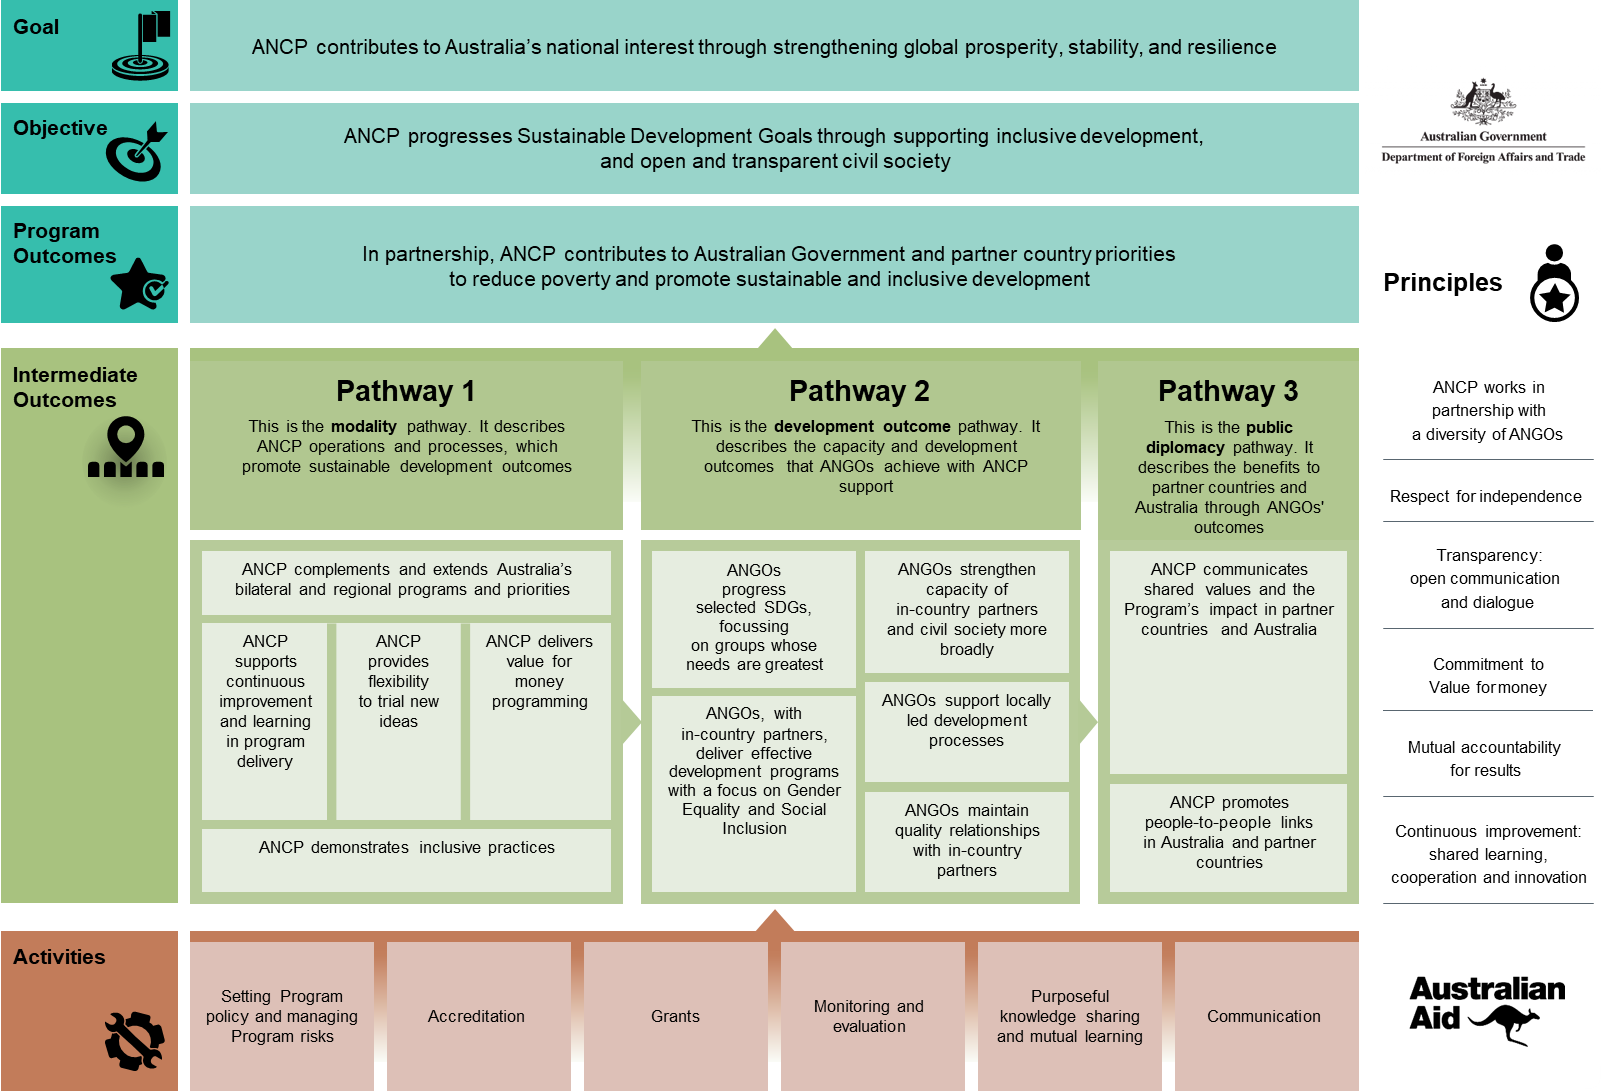 Goal
ANCP contributes to Australia's national interest through strengthening global prosperity, stability, and resilience
Objective
ANCP progresses Sustainable Development Goals through supporting inclusive development,
and open and transparent civil society
Program
Outcomes
In partnership, ANCP contributes to Australian Government and partner country priorities
to reduce poverty and promote sustainable and inclusive development
Intermediate
Outcomes
Pathway 1
This is the modality pathway. It describes
ANCP operations and processes, which
promote sustainable development outcomes
ANCP complements and extends Australia's
bilateral and regional programs and priorities
ANCP
supports
continuous
improvement
and learning
in program
delivery
ANCP
provides
flexibility
to trial new
ideas
ANCP delivers
value for
money
programming
ANCP demonstrates inclusive practices
Pathway 2
This is the development outcome pathway. It
describes the capacity and development
outcomes that ANGOs achieve with ANCP
support
ANGOs
progress
selected SDGs,
focussing
on groups whose
needs are greatest
ANGOs, with
in-country partners,
deliver effective
development programs
with a focus on Gender
Equality and Social
Inclusion
ANGOs strengthen
capacity of
in-country partners
and civil society more
broadly
ANGOs support locally
led development
processes
ANGOs maintain
quality relationships
with in-country
partners
Pathway 3
This is the public
diplomacy pathway. It
describes the benefits to
partner countries and
Australia through ANGOs'
outcomes
ANCP communicates
shared values and the
Program's impact in partner
countries and Australia
ANCP promotes
people-to-people links
in Australia and partner
countries
Activities
Setting Program
policy and managing
Program risks
Accreditation
Grants
Monitoring and
evaluation
Purposeful
knowledge sharing
and mutual learning
Communication
Australian Government
Department of Foreign Affairs and Trade
Principles
ANCP works in
partnership with
a diversity of ANGOs
Respect for independence
Transparency:
open communication
and dialogue
Commitment to
Value for money
Mutual accountability
for results
Continuous improvement:
shared learning,
cooperation and innovation
Australian
Aid